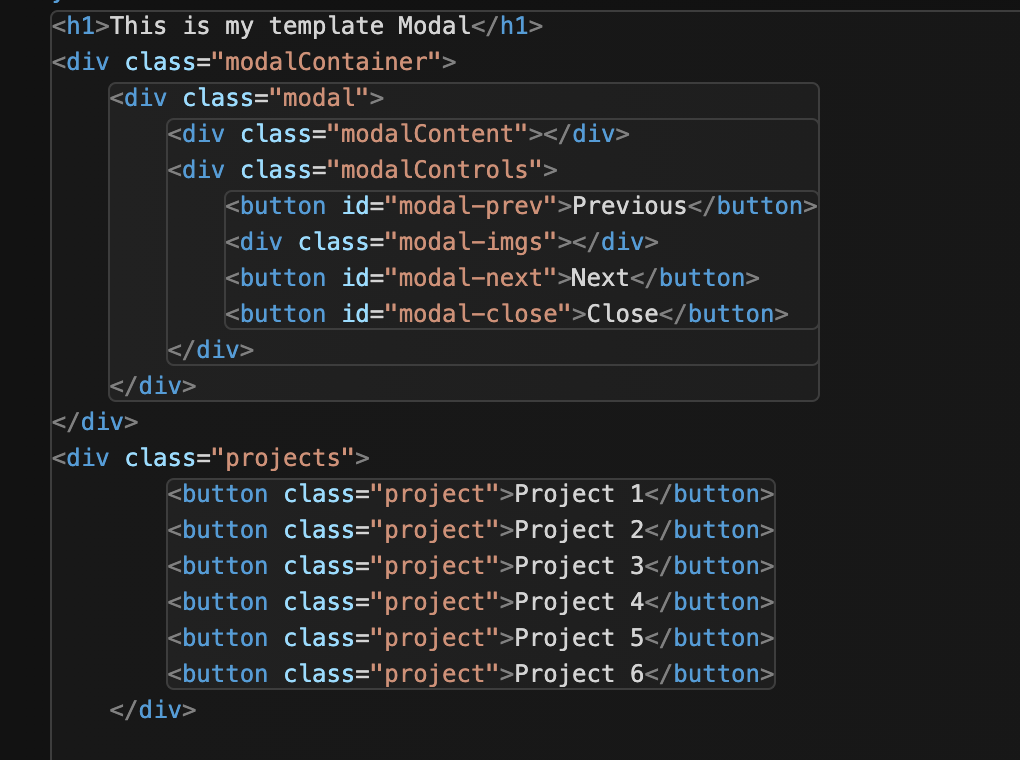 <h1>This is my template Modal</h1>
<div class="modalContainer">
<div class="modal">
<div class="modalContent"></div>
<div class="modalControls">
<button id="modal-prev">Previous</button>
<div class="modal-imgs"></div>
<button id="modal-next">Next</button>
<button id="modal-close">Close</button>
</div>
</div>
</div>
<div class="projects">
<button class="project">Project 1</button>
<button class="project">Project 2</button>
<button class="project">Project 3</button>
<button class="project">Project 4</button>
<button class="project">Project 5</button>
<button class="project">Project 6</button>
</div>